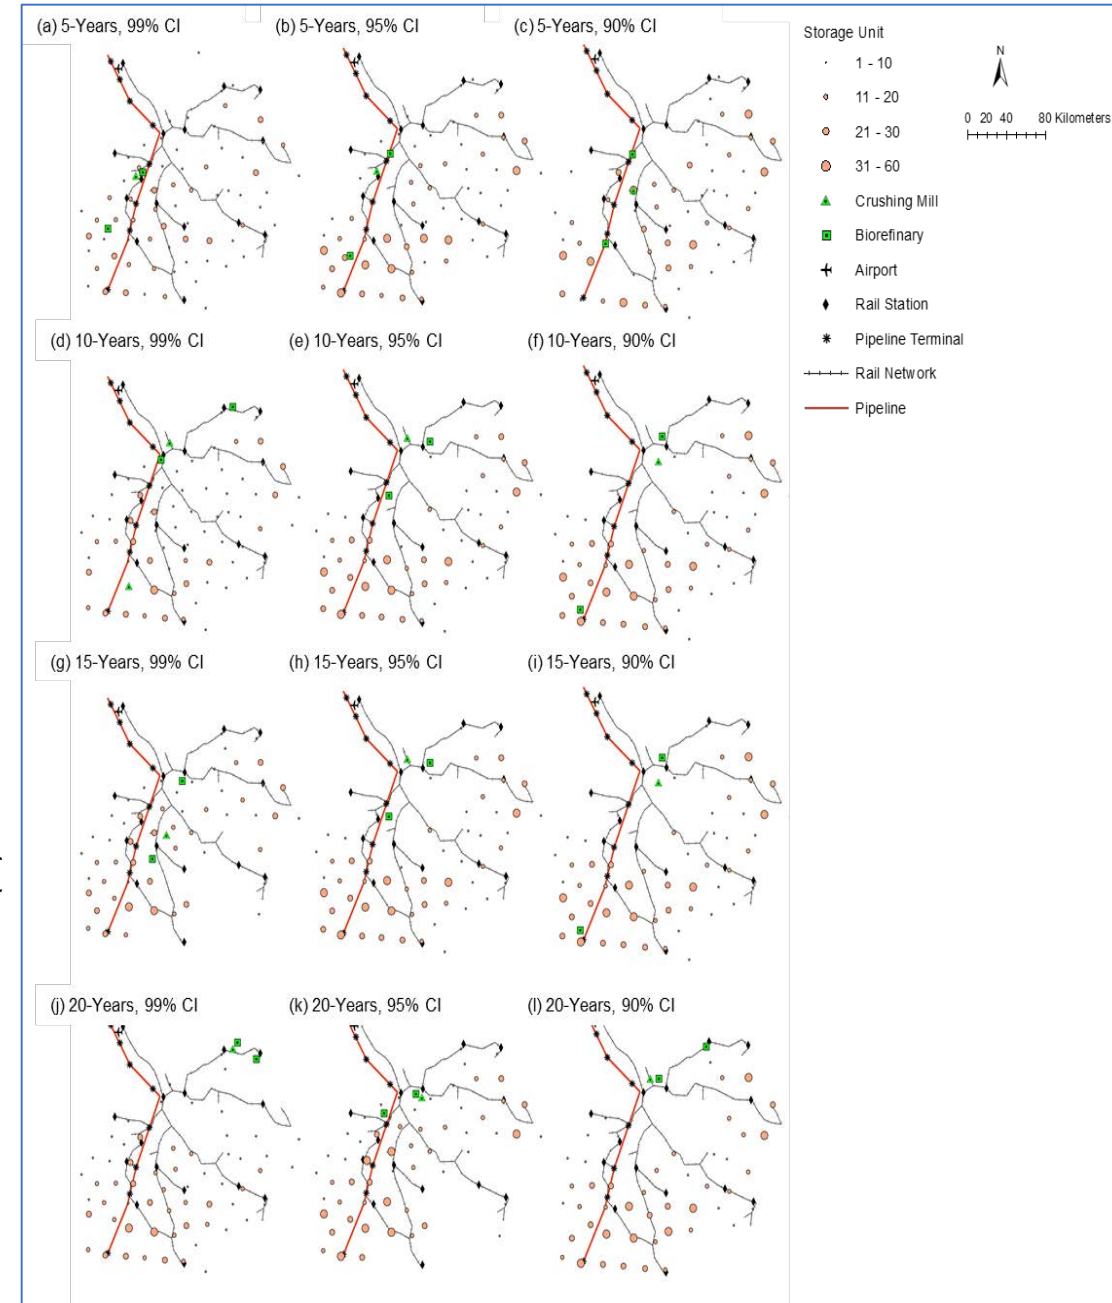 (a) 5-Years, 99% CI
(b) 5-Years, 95% CI
(c) 5-Years, 90% CI
(d) 10-Years, 99% CI
(e) 10-Years, 95% CI
(f) 10-Years, 90% CI
(g) 15-Years, 99% CI
(h) 15-Years, 95% CI
(i) 15-Years, 90% CI
(j) 20-Years, 99% CI
(k) 20-Years, 95% CI
(l) 20-Years, 90% CI
Storage Unit
1 - 10
11 - 20
21 - 30
31 - 60
Crushing Mill
Biorefinary
Airport
Rail Station
Pipeline Terminal
Rail Network
Pipeline
N
0 20 40 80 Kilometers